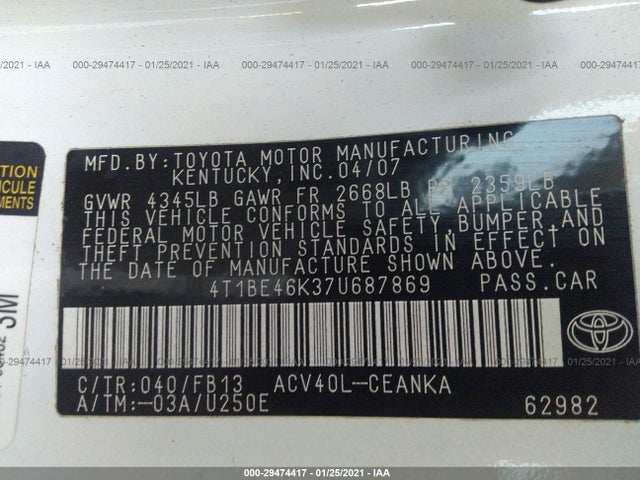 000-29474417 - 01/25/2021 - IAA
MFD.BY:TOYOTA MOTOR MANUFACTURING,
KENTUCKY,INC.04/07
GVWR 4345LB GAWR FR 2668LB RR 2359LB
THIS VEHICLE CONFORMS TO ALL APPLICABLE
FEDERAL MOTOR VEHICLE SAFETY,BUMPER,AND
THEFT PREVENTION STANDARDS IN EFFECT ON
THE DATE OF MANUFACTURE SHOWN ABOVE.
4T1BE46K37U687869 PASS.CAR
C/TR:040/FB13 ACV40L-CEANKA
A/TM:-03A/U250E 62982
3M
000-29474417 - 01/25/2021 - IAA